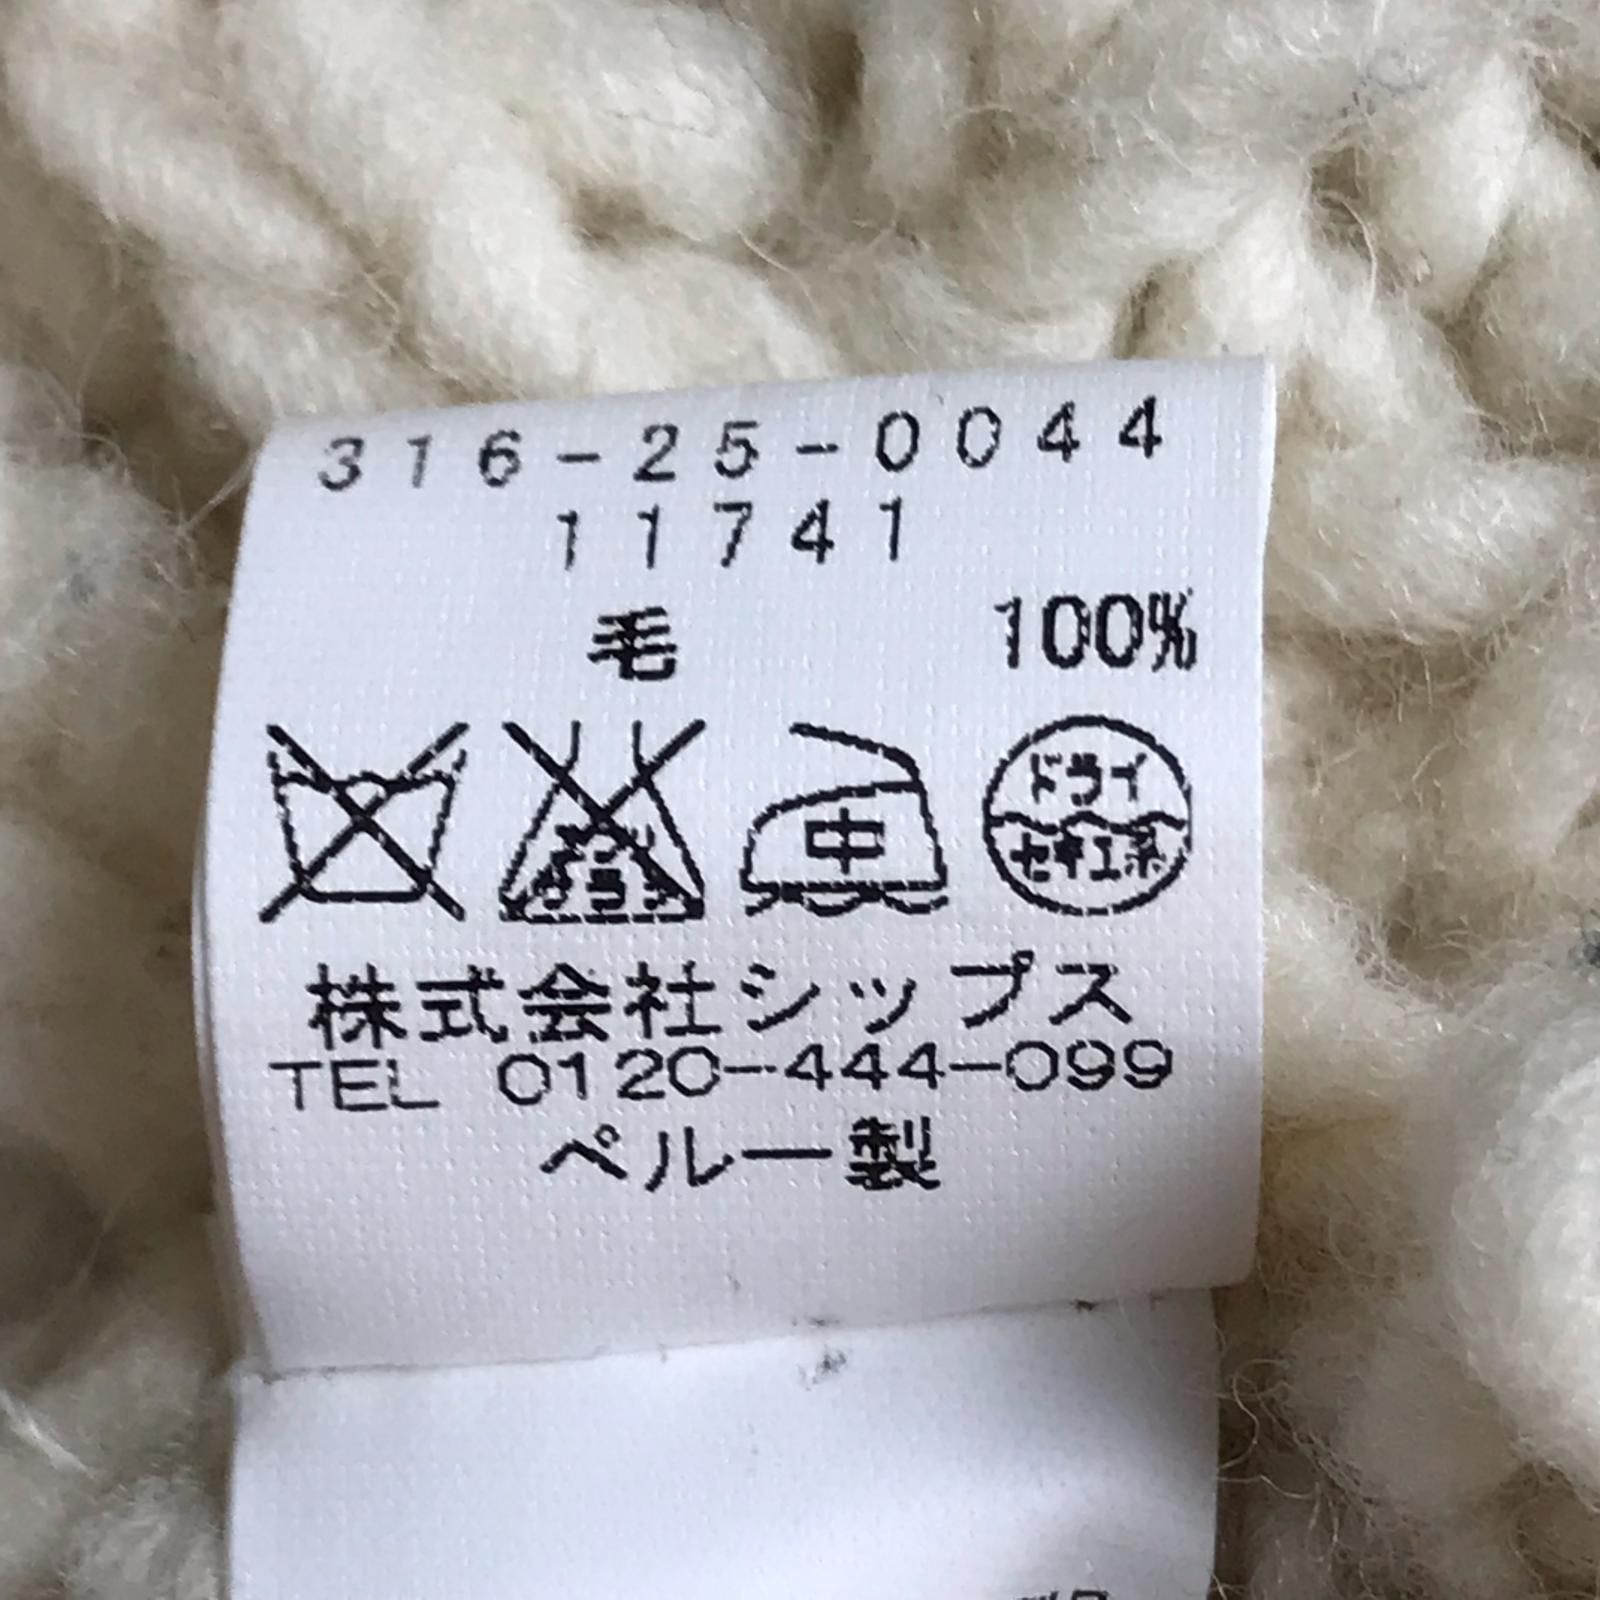 316-25-0044
11741
毛 100%
中
ドライ
セキユ系
株式会社シップス
TEL 0120-444-099
ペルー製